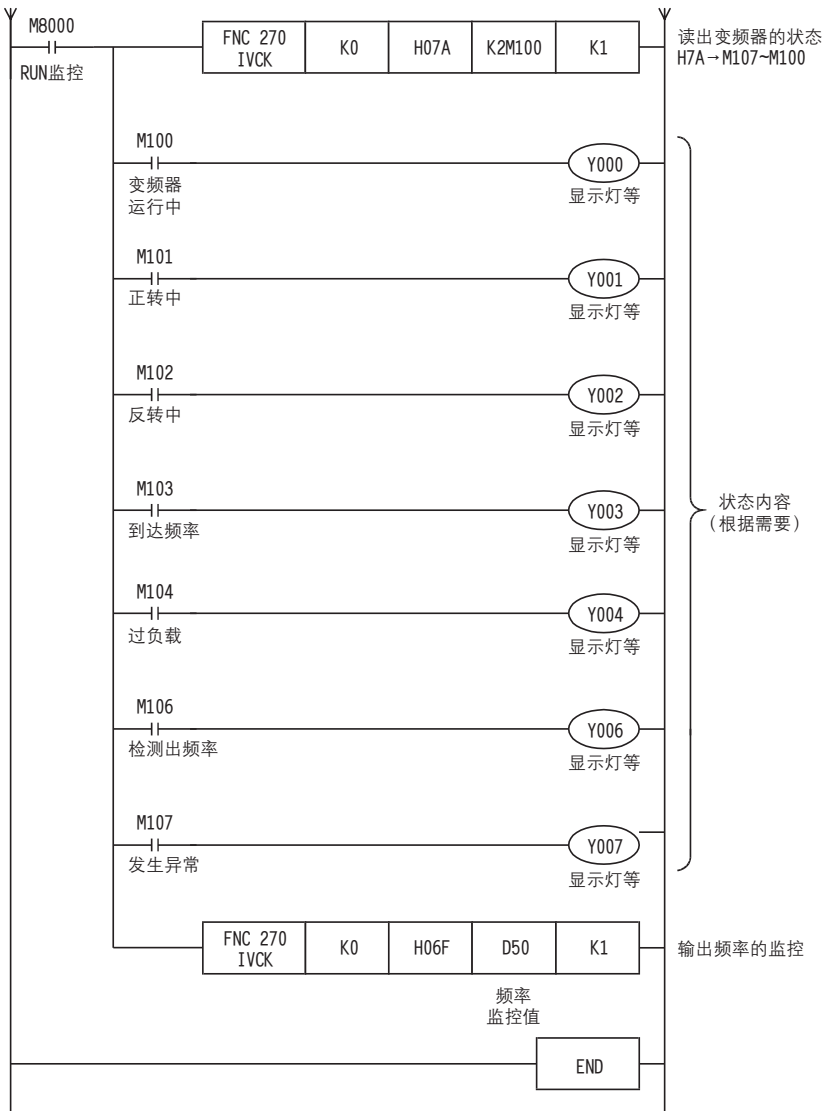 M8000
RUN监控
FNC 270
IVCK
K0
H07A
K2M100
K1
读出变频器的状态
H7A→M107~M100
M100
变频器
运行中
Y000
显示灯等
M101
正转中
Y001
显示灯等
M102
反转中
Y002
显示灯等
M103
到达频率
Y003
显示灯等
状态内容
(根据需要)
M104
过负载
Y004
显示灯等
M106
检测出频率
Y006
显示灯等
M107
发生异常
Y007
显示灯等
FNC 270
IVCK
K0
H06F
D50
K1
输出频率的监控
频率
监控值
END